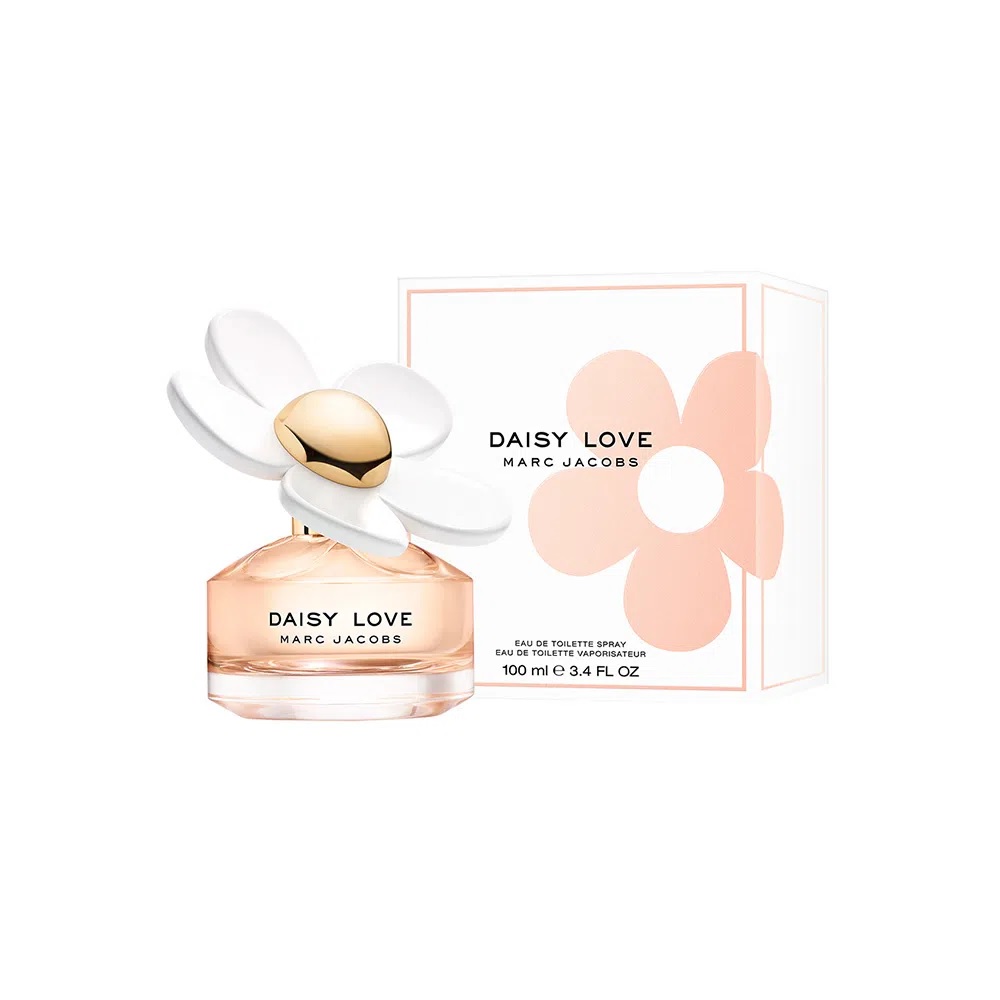 DAISY LOVE
MARC JACOBS
DAISY LOVE
MARC JACOBS
EAU DE TOILETTE SPRAY
EAU DE TOILETTE VAPORISATEUR
100 ml ℮ 3.4 FL OZ